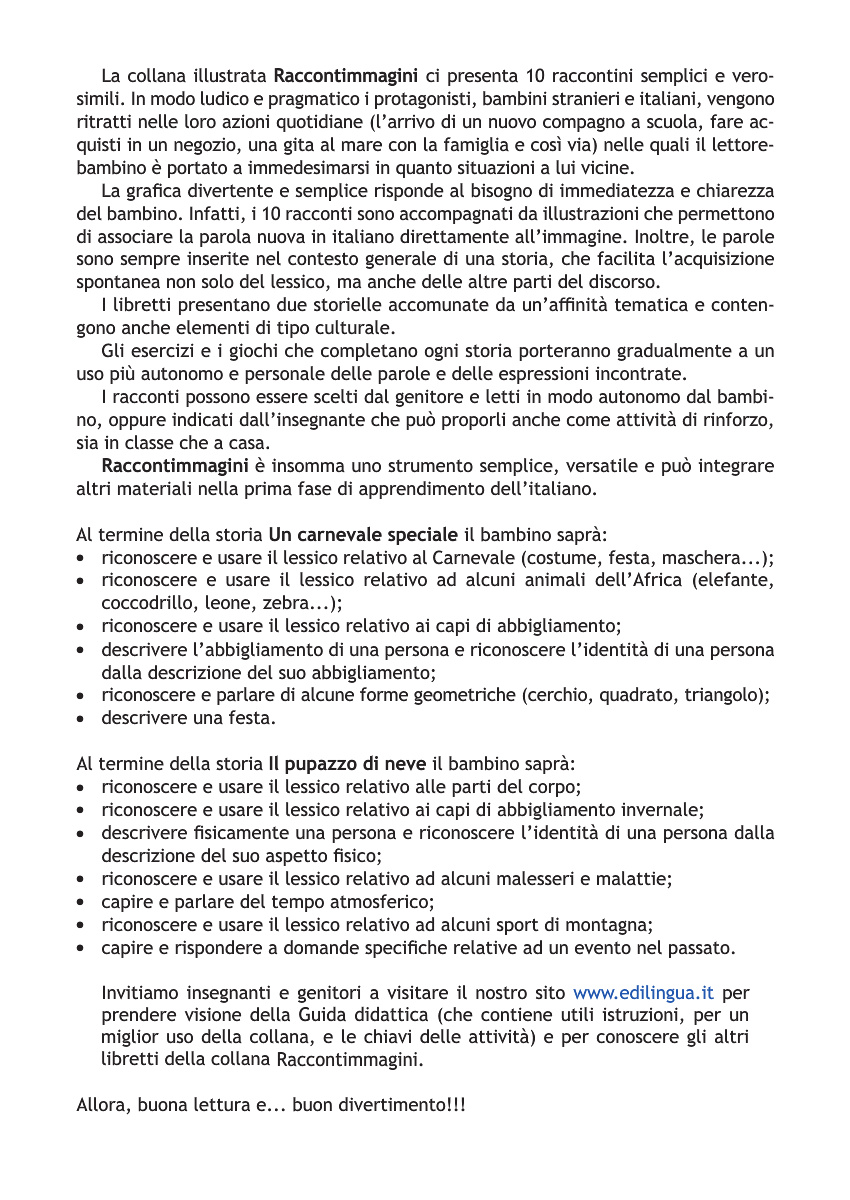 La collana illustrata Raccontimmagini ci presenta 10 raccontini semplici e vero-
simili. In modo ludico e pragmatico i protagonisti, bambini stranieri e italiani, vengono
ritratti nelle loro azioni quotidiane (l’arrivo di un nuovo compagno a scuola, fare ac-
quisti in un negozio, una gita al mare con la famiglia e così via) nelle quali il lettore-
bambino è portato a immedesimarsi in quanto situazioni a lui vicine.
La grafica divertente e semplice risponde al bisogno di immediatezza e chiarezza
del bambino. Infatti, i 10 racconti sono accompagnati da illustrazioni che permettono
di associare la parola nuova in italiano direttamente all’immagine. Inoltre, le parole
sono sempre inserite nel contesto generale di una storia, che facilita l’acquisizione
spontanea non solo del lessico, ma anche delle altre parti del discorso.
I libretti presentano due storielle accomunate da un’affinità tematica e conten-
gono anche elementi di tipo culturale.
Gli esercizi e i giochi che completano ogni storia porteranno gradualmente a un
uso più autonomo e personale delle parole e delle espressioni incontrate.
I racconti possono essere scelti dal genitore e letti in modo autonomo dal bambi-
no, oppure indicati dall’insegnante che può proporli anche come attività di rinforzo,
sia in classe che a casa.
Raccontimmagini è insomma uno strumento semplice, versatile e può integrare
altri materiali nella prima fase di apprendimento dell’italiano.
Al termine della storia Un carnevale speciale il bambino saprà:
• riconoscere e usare il lessico relativo al Carnevale (costume, festa, maschera...);
• riconoscere e usare il lessico relativo ad alcuni animali dell’Africa (elefante,
coccodrillo, leone, zebra...);
• riconoscere e usare il lessico relativo ai capi di abbigliamento;
• descrivere l’abbigliamento di una persona e riconoscere l’identità di una persona
dalla descrizione del suo abbigliamento;
• riconoscere e parlare di alcune forme geometriche (cerchio, quadrato, triangolo);
• descrivere una festa.
Al termine della storia Il pupazzo di neve il bambino saprà:
• riconoscere e usare il lessico relativo alle parti del corpo;
• riconoscere e usare il lessico relativo ai capi di abbigliamento invernale;
• descrivere fisicamente una persona e riconoscere l’identità di una persona dalla
descrizione del suo aspetto fisico;
• riconoscere e usare il lessico relativo ad alcuni malesseri e malattie;
• capire e parlare del tempo atmosferico;
• riconoscere e usare il lessico relativo ad alcuni sport di montagna;
• capire e rispondere a domande specifiche relative ad un evento nel passato.
Invitiamo insegnanti e genitori a visitare il nostro sito www.edilingua.it per
prendere visione della Guida didattica (che contiene utili istruzioni, per un
miglior uso della collana, e le chiavi delle attività) e per conoscere gli altri
libretti della collana Raccontimmagini.
Allora, buona lettura e... buon divertimento!!!